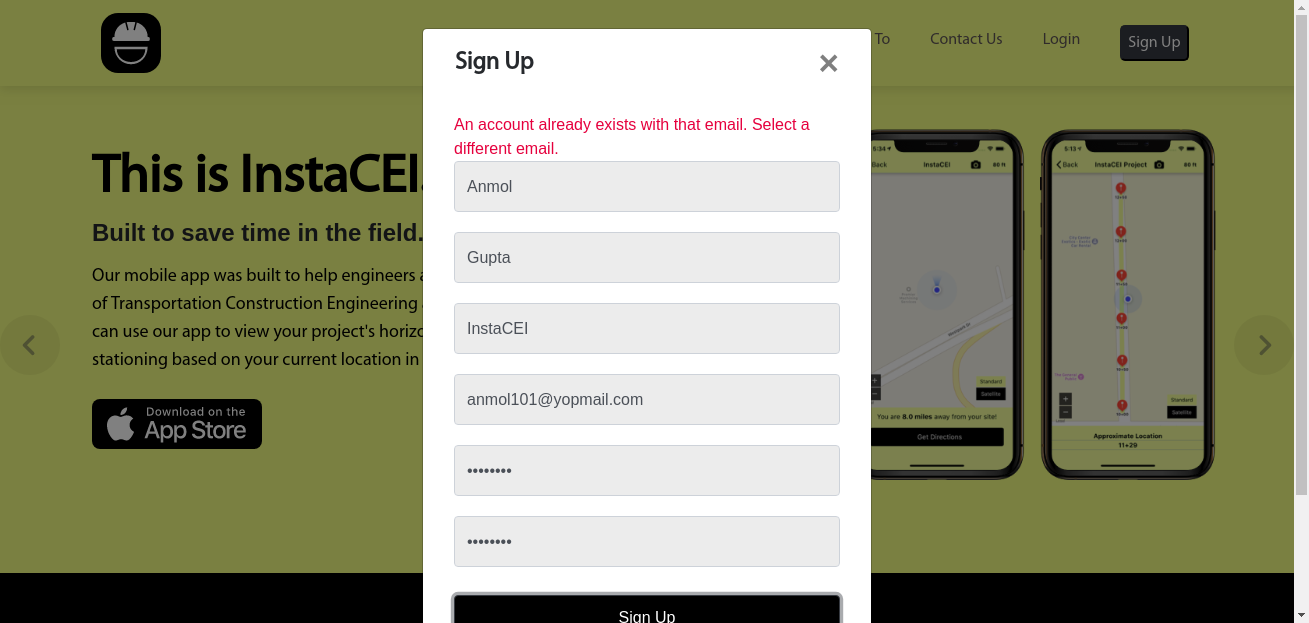 To
Contact Us
Login
Sign Up
Sign Up
×
An account already exists with that email. Select a
different email.
Anmol
Gupta
InstaCEI
anmol101@yopmail.com
••••••••
••••••••
Sign Up
This is InstaCEI.
Built to save time in the field.
Our mobile app was built to help engineers a
of Transportation Construction Engineering
can use our app to view your project's horizo
stationing based on your current location in
Download on the
App Store
Back
InstaCEI
80 ft
Standard
Satellite
You are 8.0 miles away from your site!
Get Directions
5:13
Back
InstaCEI Project
80 ft
Standard
Satellite
Approximate Location
11+29